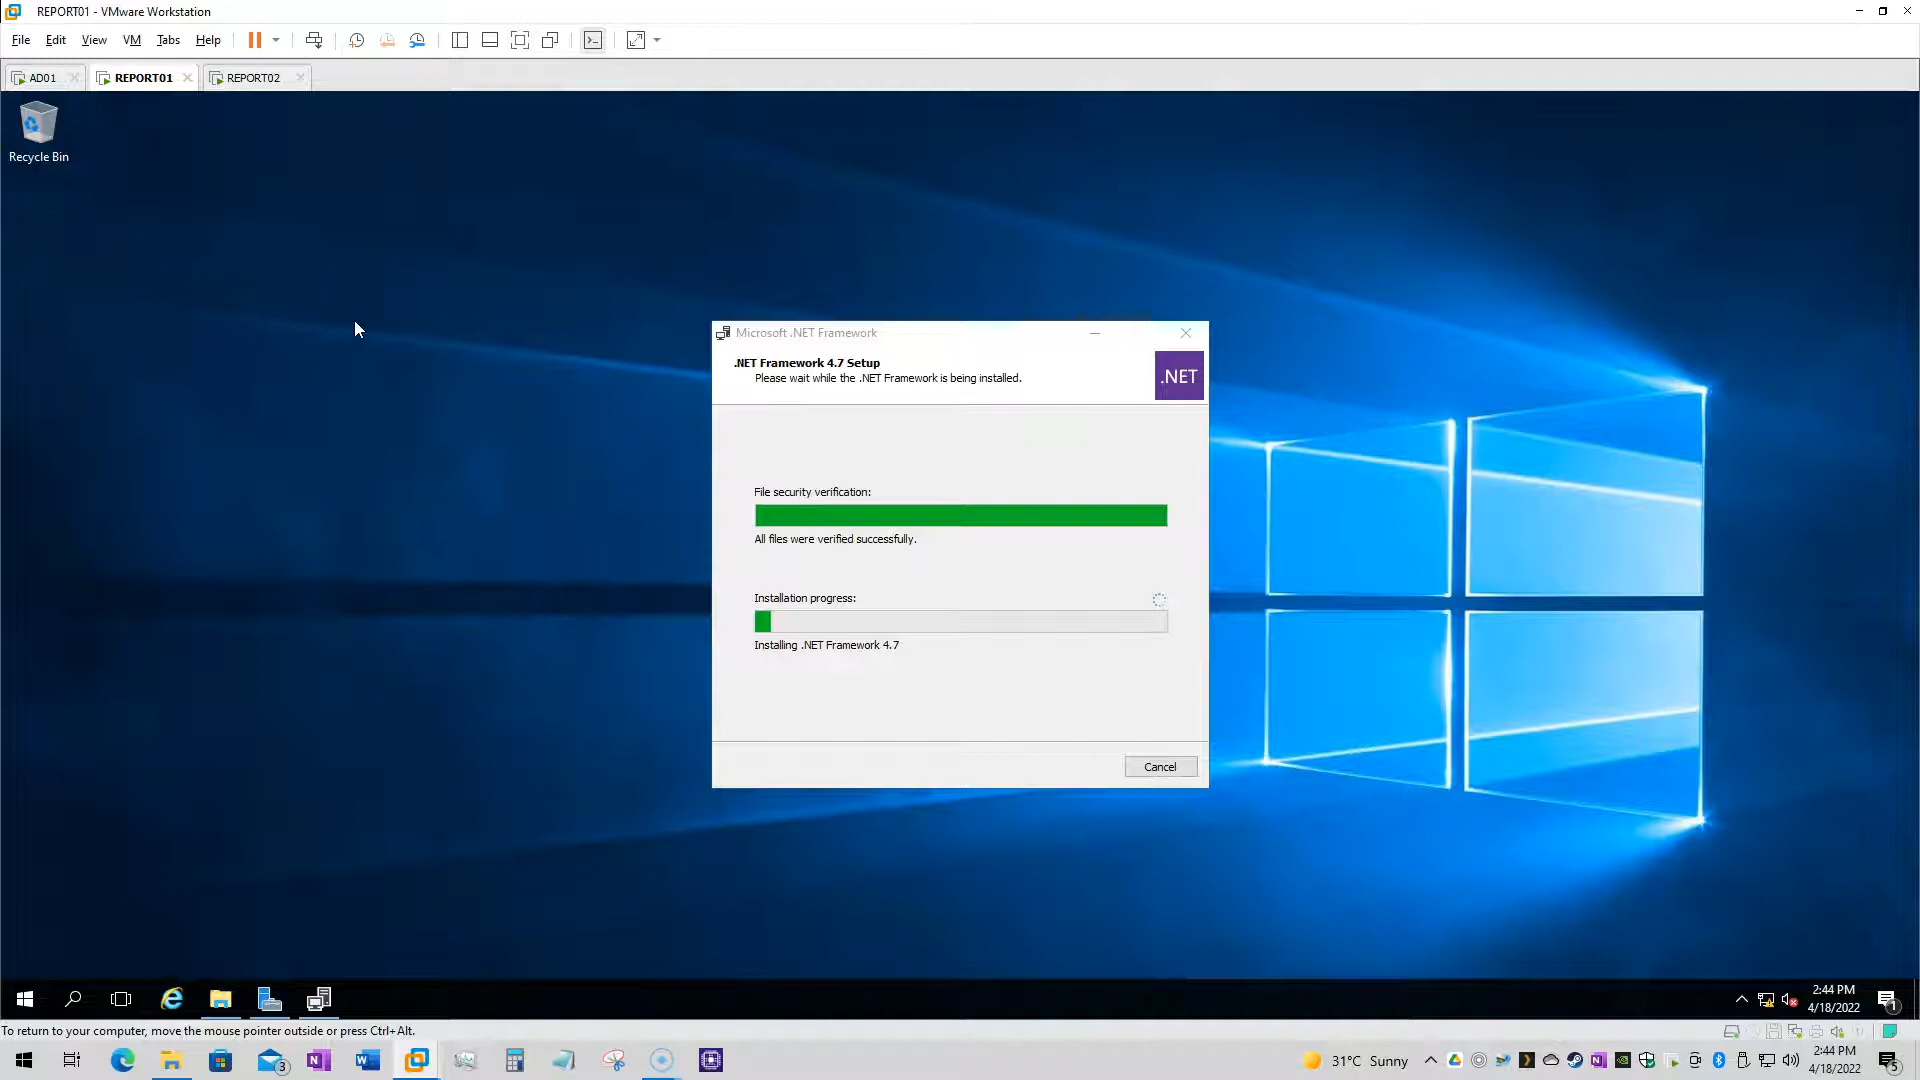 REPORT01 - VMware Workstation
File Edit View VM Tabs Help
AD01 REPORT01 REPORT02
Recycle Bin
Microsoft .NET Framework
.NET Framework 4.7 Setup
Please wait while the .NET Framework is being installed.
.NET
File security verification:
All files were verified successfully.
Installation progress:
Installing .NET Framework 4.7
Cancel
2:44 PM
4/18/2022
1
To return to your computer, move the mouse pointer outside or press Ctrl+Alt.
3
31°C Sunny
2:44 PM
4/18/2022
5